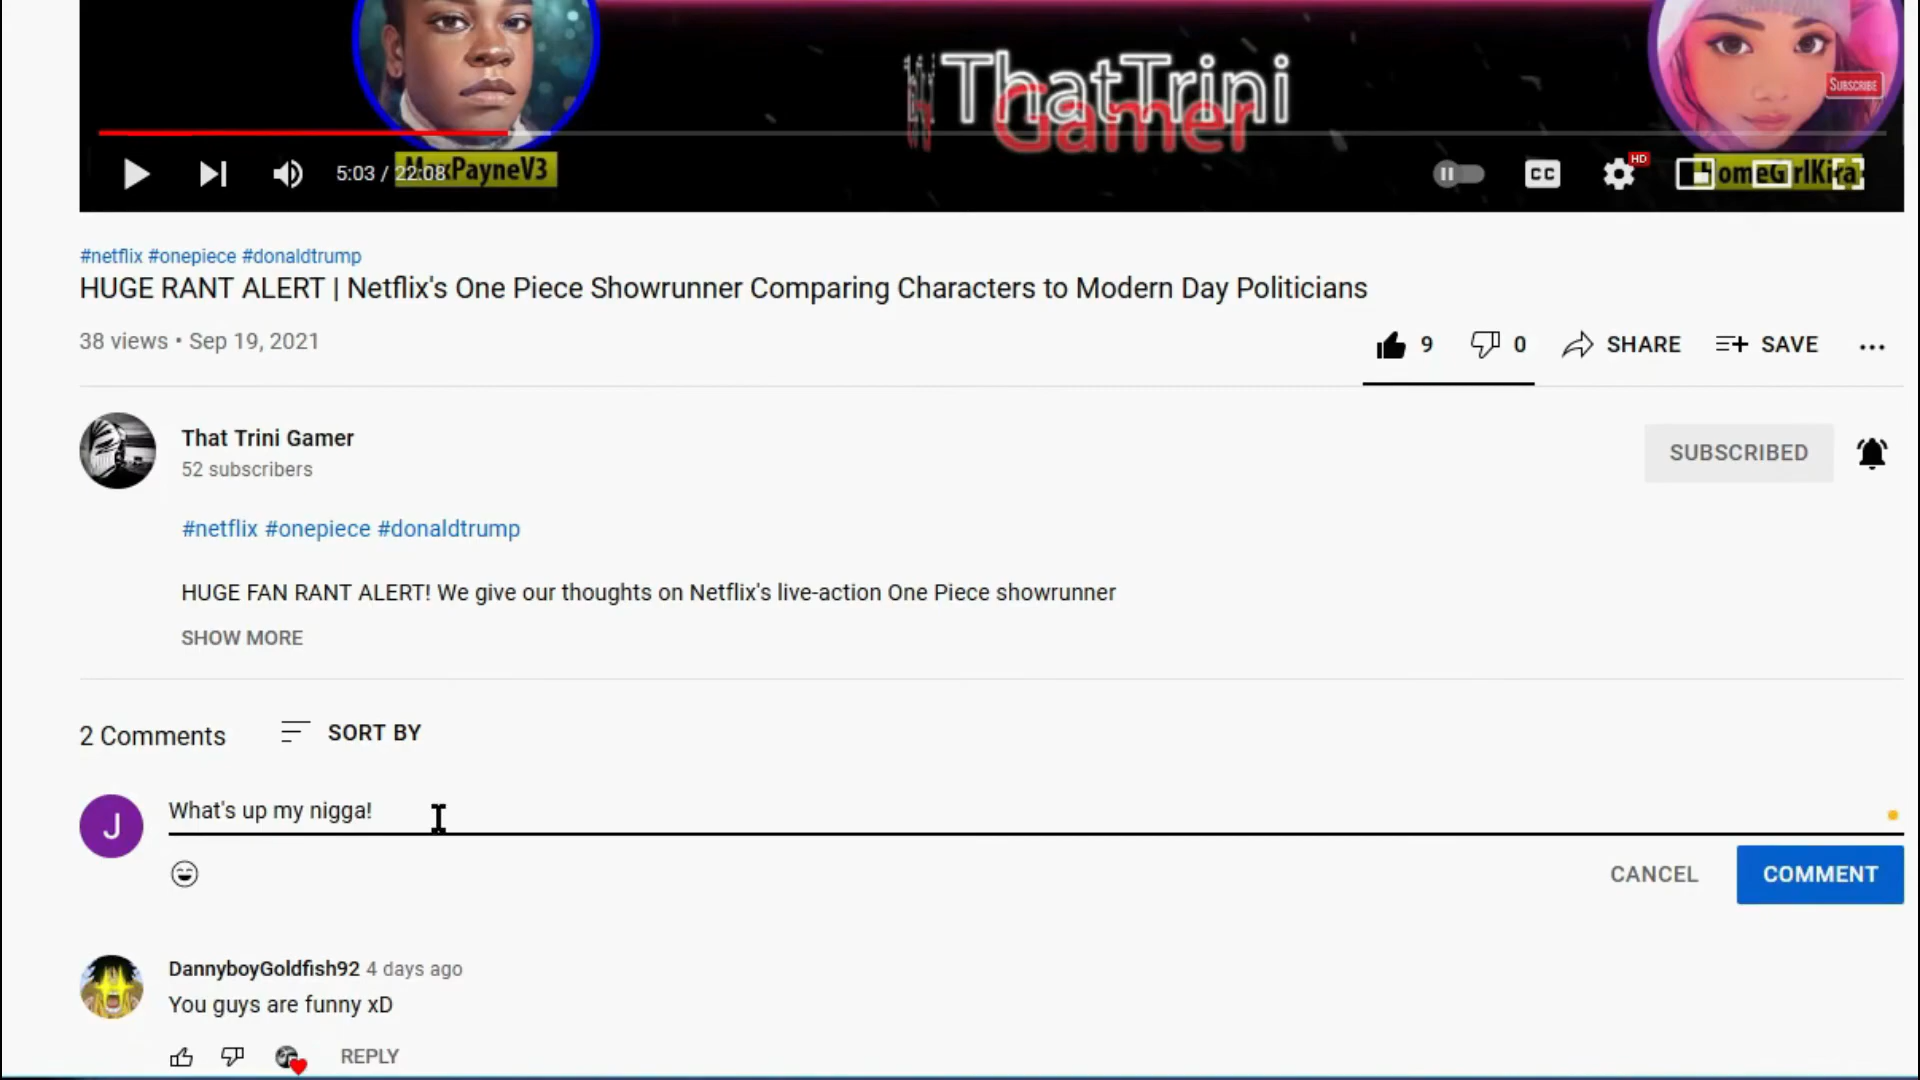 ThatTrini
Gamer
SUBSCRIBE
5:03 / 22:08
MaxPayneV3
CC
HD
#netflix #onepiece #donaldtrump
HUGE RANT ALERT | Netflix's One Piece Showrunner Comparing Characters to Modern Day Politicians
38 views • Sep 19, 2021
9
0
SHARE
SAVE
That Trini Gamer
52 subscribers
SUBSCRIBED
#netflix #onepiece #donaldtrump
HUGE FAN RANT ALERT! We give our thoughts on Netflix's live-action One Piece showrunner
SHOW MORE
2 Comments
SORT BY
J
What's up my nigga!
CANCEL
COMMENT
DannyboyGoldfish92 4 days ago
You guys are funny xD
REPLY